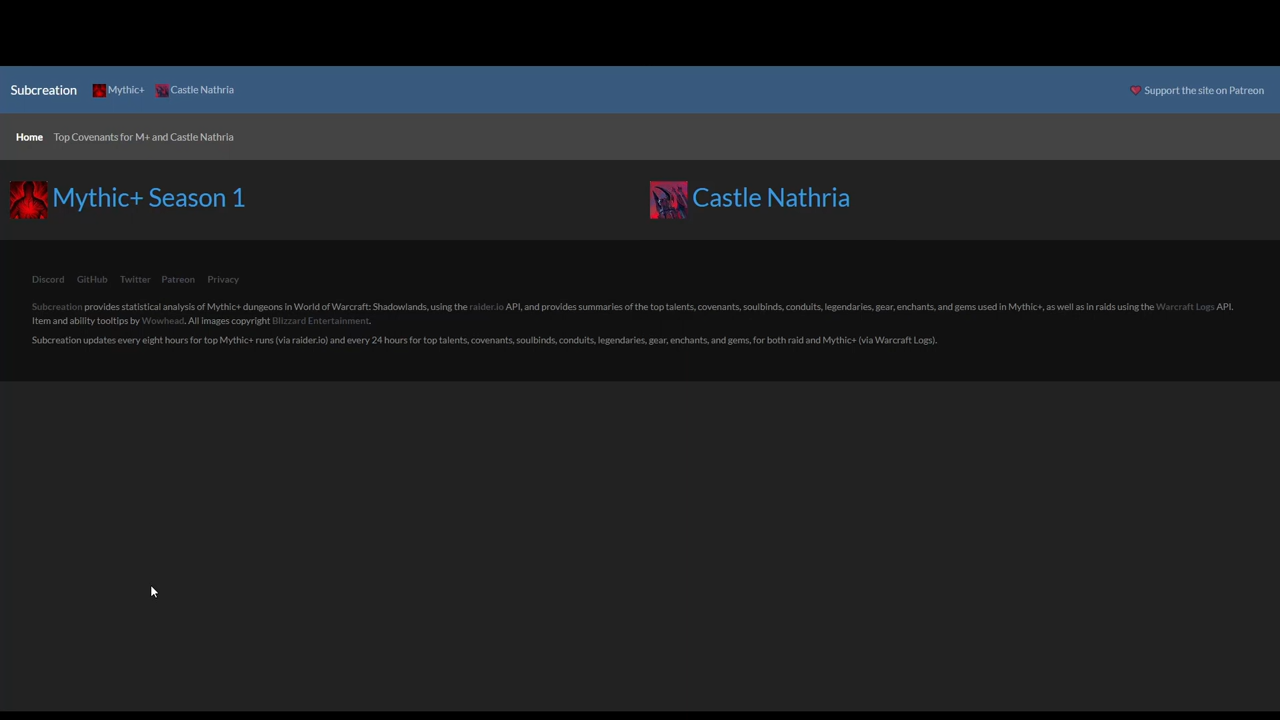 Subcreation Mythic+ Castle Nathria Support the site on Patreon
Home Top Covenants for M+ and Castle Nathria
Mythic+ Season 1 Castle Nathria
Discord GitHub Twitter Patreon Privacy
Subcreation provides statistical analysis of Mythic+ dungeons in World of Warcraft: Shadowlands, using the raider.io API, and provides summaries of the top talents, covenants, soulbinds, conduits, legendaries, gear, enchants, and gems used in Mythic+, as well as in raids using the Warcraft Logs API.
Item and ability tooltips by Wowhead. All images copyright Blizzard Entertainment.
Subcreation updates every eight hours for top Mythic+ runs (via raider.io) and every 24 hours for top talents, covenants, soulbinds, conduits, legendaries, gear, enchants, and gems, for both raid and Mythic+ (via Warcraft Logs).